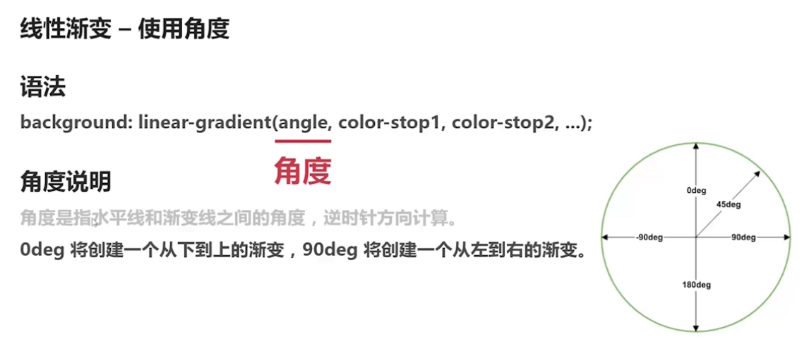 线性渐变 – 使用角度
语法
background: linear-gradient(angle, color-stop1, color-stop2, ...);
角度
角度说明
角度是指水平线和渐变线之间的角度，逆时针方向计算。
0deg 将创建一个从下到上的渐变，90deg 将创建一个从左到右的渐变。
0deg
45deg
-90deg
90deg
180deg